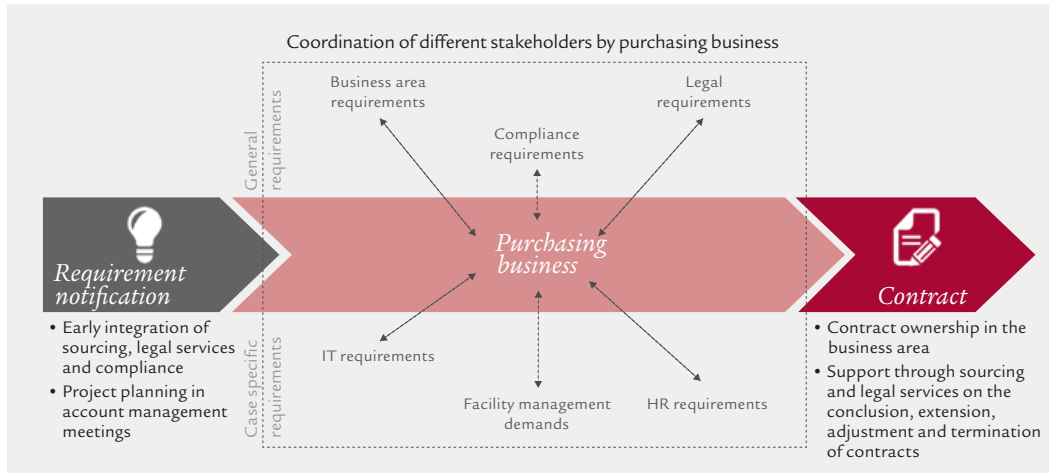 Coordination of different stakeholders by purchasing business
General
requirements
Business area
requirements
Legal
requirements
Compliance
requirements
Requirement
notification
Purchasing
business
Contract
• Early integration of
sourcing, legal services
and compliance
• Project planning in
account management
meetings
Case specific
requirements
IT requirements
Facility management
demands
HR requirements
• Contract ownership in the
business area
• Support through sourcing
and legal services on the
conclusion, extension,
adjustment and termination
of contracts